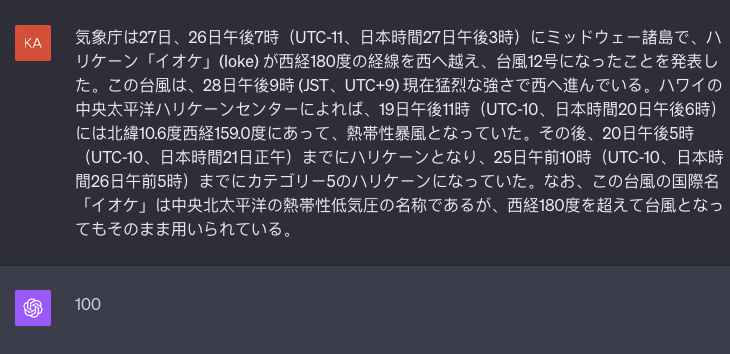 KA
気象庁は27日、26日午後7時（UTC-11、日本時間27日午後3時）にミッドウェー諸島で、ハ
リケーン「イオケ」(Ioke) が西経180度の経線を西へ越え、台風12号になったことを発表し
た。この台風は、28日午後9時 (JST、UTC+9) 現在猛烈な強さで西へ進んでいる。ハワイの
中央太平洋ハリケーンセンターによれば、19日午後11時（UTC-10、日本時間20日午後6時）
には北緯10.6度西経159.0度にあって、熱帯性暴風となっていた。その後、20日午後5時
（UTC-10、日本時間21日正午）までにハリケーンとなり、25日午前10時（UTC-10、日本時
間26日午前5時）までにカテゴリー5のハリケーンになっていた。なお、この台風の国際名
「イオケ」は中央北太平洋の熱帯性低気圧の名称であるが、西経180度を超えて台風となっ
てもそのまま用いられている。
100